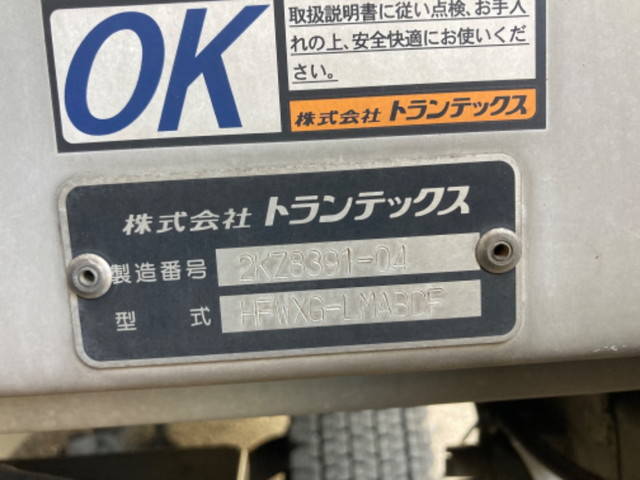 OK
取扱説明書に従い点検、お手入
れの上、安全快適にお使いくだ
さい。
株式会社 トランテックス
株式会社 トランテックス
製造番号 2KZ8391-04
型式 HFWXG-LMABCF